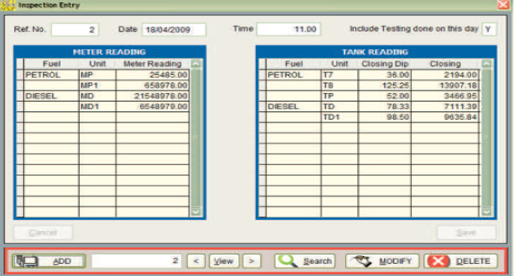 Inspection Entry
Ref. No. 2 Date 18/04/2009 Time 11.00 Include Testing done on this day Y
METER READING
Fuel Unit Meter Reading
PETROL MP 25485.00
MP1 658978.00
DIESEL MD 21548978.00
MD1 6548979.00
TANK READING
Fuel Unit Closing Dip Closing
PETROL T7 36.00 2194.00
T8 125.25 13907.18
TP 52.00 3466.95
DIESEL TD 78.33 7111.39
TD1 98.50 9635.84
Cancel Save
ADD 2 < View > Search MODIFY DELETE